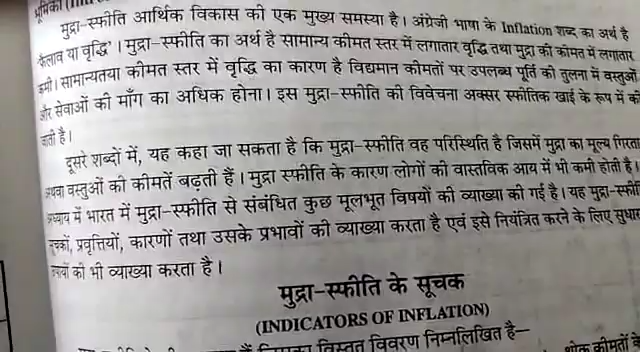 भूमिका
मुद्रा-स्फीति आर्थिक विकास की एक मुख्य समस्या है। अंग्रेजी भाषा के Inflation शब्द का अर्थ है
'फैलाव या वृद्धि'। मुद्रा-स्फीति का अर्थ है सामान्य कीमत स्तर में लगातार वृद्धि तथा मुद्रा की कीमत में लगातार
कमी। सामान्यतया कीमत स्तर में वृद्धि का कारण है विद्यमान कीमतों पर उपलब्ध पूर्ति की तुलना में वस्तुओं
और सेवाओं की माँग का अधिक होना। इस मुद्रा-स्फीति की विवेचना अक्सर स्फीतिक खाई के रूप में की
जाती है।
दूसरे शब्दों में, यह कहा जा सकता है कि मुद्रा-स्फीति वह परिस्थिति है जिसमें मुद्रा का मूल्य गिरता
अथवा वस्तुओं की कीमतें बढ़ती हैं। मुद्रा स्फीति के कारण लोगों की वास्तविक आय में भी कमी होती है।
अध्याय में भारत में मुद्रा-स्फीति से संबंधित कुछ मूलभूत विषयों की व्याख्या की गई है। यह मुद्रा-स्फीति
सूचकों, प्रवृत्तियों, कारणों तथा उसके प्रभावों की व्याख्या करता है एवं इसे नियंत्रित करने के लिए सुधार
उपायों की भी व्याख्या करता है।
मुद्रा-स्फीति के सूचक
(INDICATORS OF INFLATION)
विस्तृत विवरण निम्नलिखित है—
थोक कीमतों के